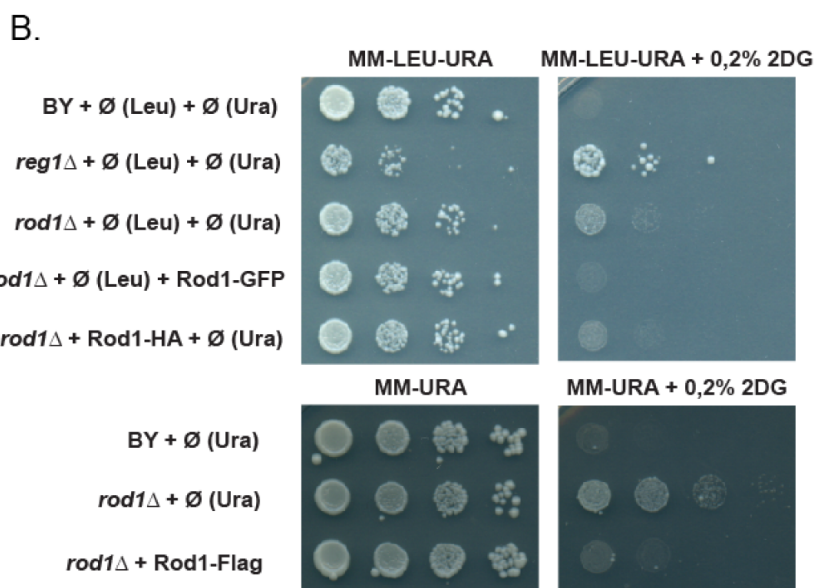 B.
MM-LEU-URA MM-LEU-URA + 0,2% 2DG
BY + Ø (Leu) + Ø (Ura)
reg1Δ + Ø (Leu) + Ø (Ura)
rod1Δ + Ø (Leu) + Ø (Ura)
od1Δ + Ø (Leu) + Rod1-GFP
rod1Δ + Rod1-HA + Ø (Ura)
MM-URA MM-URA + 0,2% 2DG
BY + Ø (Ura)
rod1Δ + Ø (Ura)
rod1Δ + Rod1-Flag